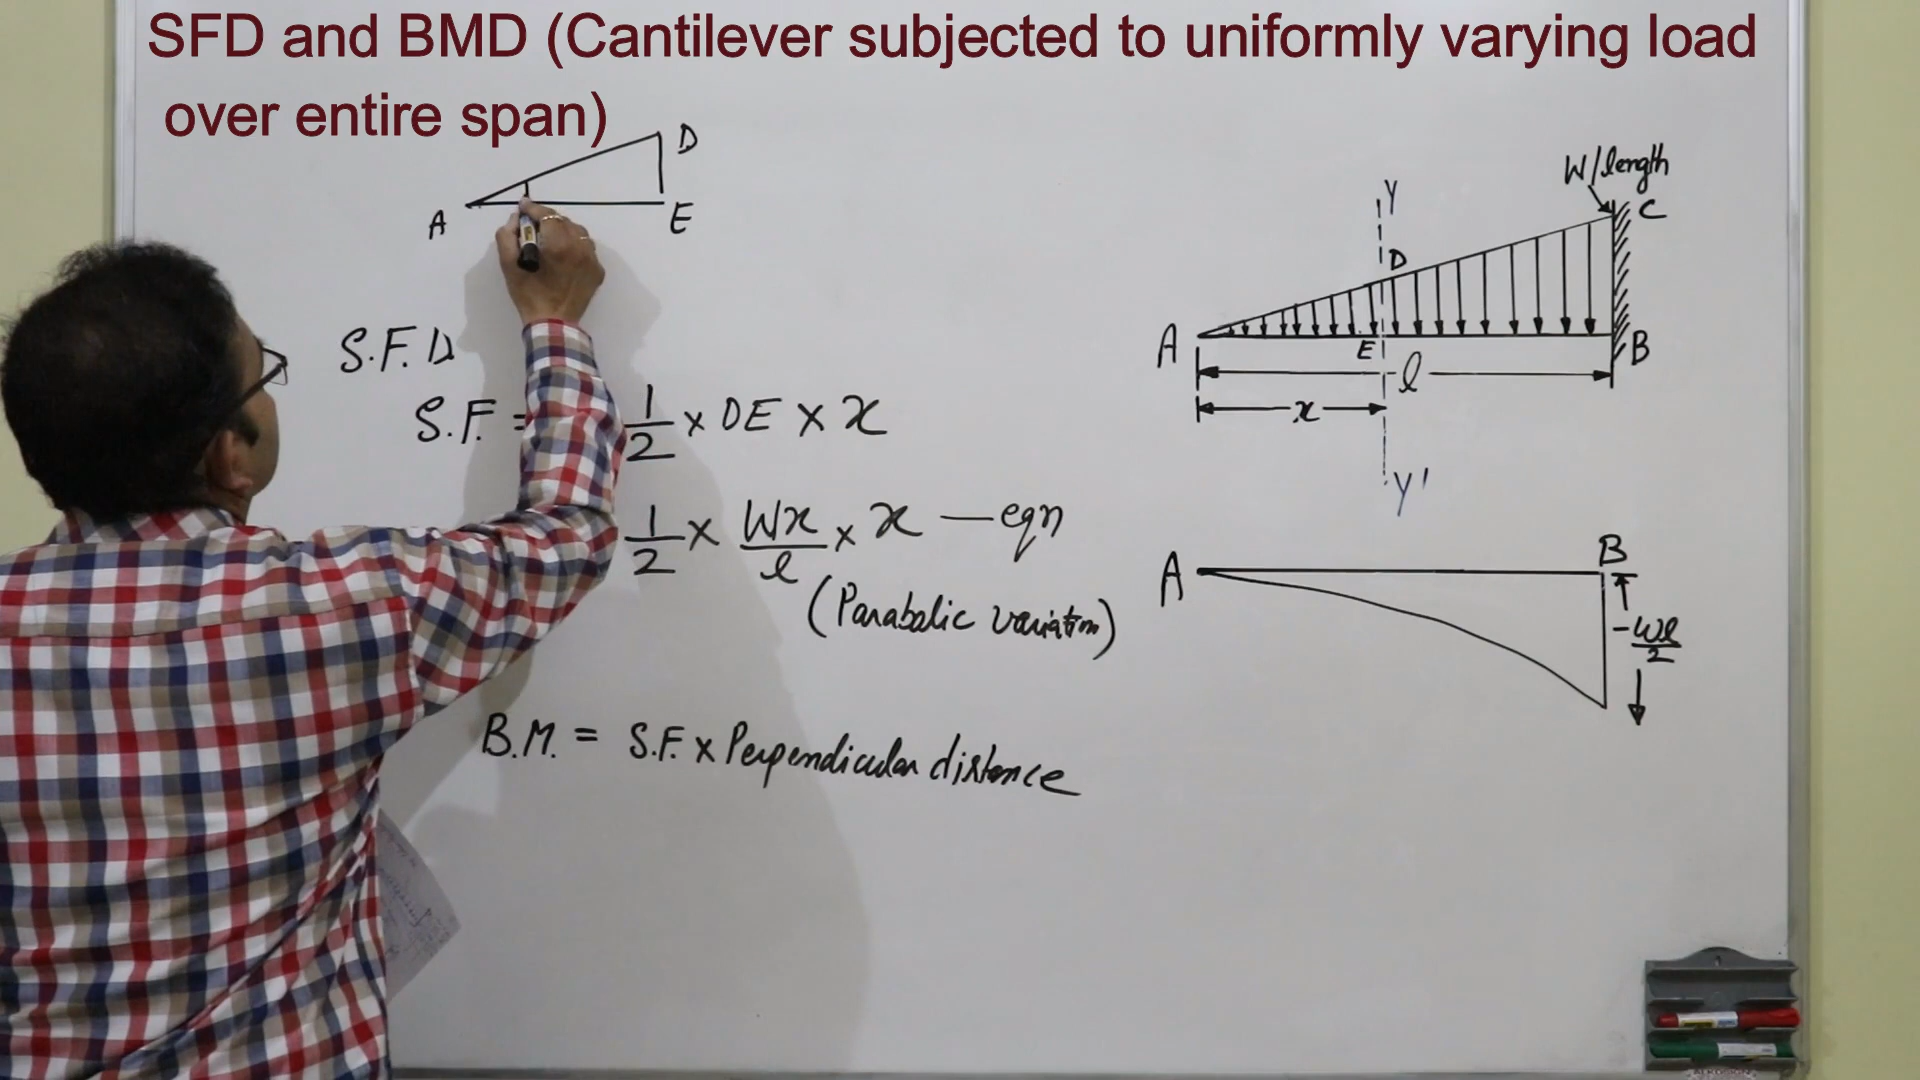 SFD and BMD (Cantilever subjected to uniformly varying load
over entire span)
D
A
E
S.F.D
S.F. = 1/2 × DE × x
1/2 × Wx/l × x — eqn
(Parabolic variation)
B.M. = S.F. × Perpendicular distance
W/length
Y
C
D
A
E
B
l
x
Y'
A
B
-wl/2